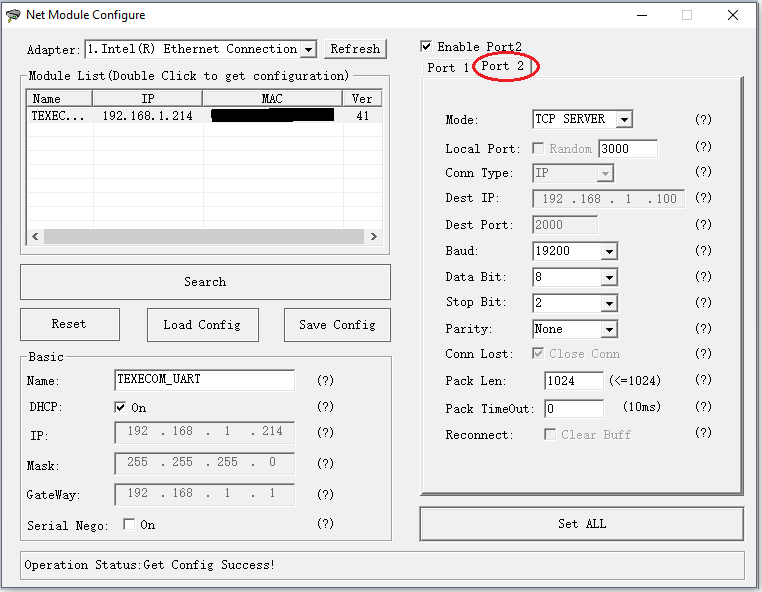 Net Module Configure
Adapter: 1.Intel(R) Ethernet Connection Refresh
Module List(Double Click to get configuration)
Name IP MAC Ver
TEXEC... 192.168.1.214 41
Search
Reset Load Config Save Config
Basic
Name: TEXECOM_UART (?)
DHCP: On (?)
IP: 192 . 168 . 1 . 214 (?)
Mask: 255 . 255 . 255 . 0 (?)
GateWay: 192 . 168 . 1 . 1 (?)
Serial Nego: On (?)
Enable Port2
Port 1 Port 2
Mode: TCP SERVER (?)
Local Port: Random 3000 (?)
Conn Type: IP (?)
Dest IP: 192 . 168 . 1 . 100 (?)
Dest Port: 2000 (?)
Baud: 19200 (?)
Data Bit: 8 (?)
Stop Bit: 2 (?)
Parity: None (?)
Conn Lost: Close Conn (?)
Pack Len: 1024 (<=1024) (?)
Pack TimeOut: 0 (10ms) (?)
Reconnect: Clear Buff (?)
Set ALL
Operation Status:Get Config Success!